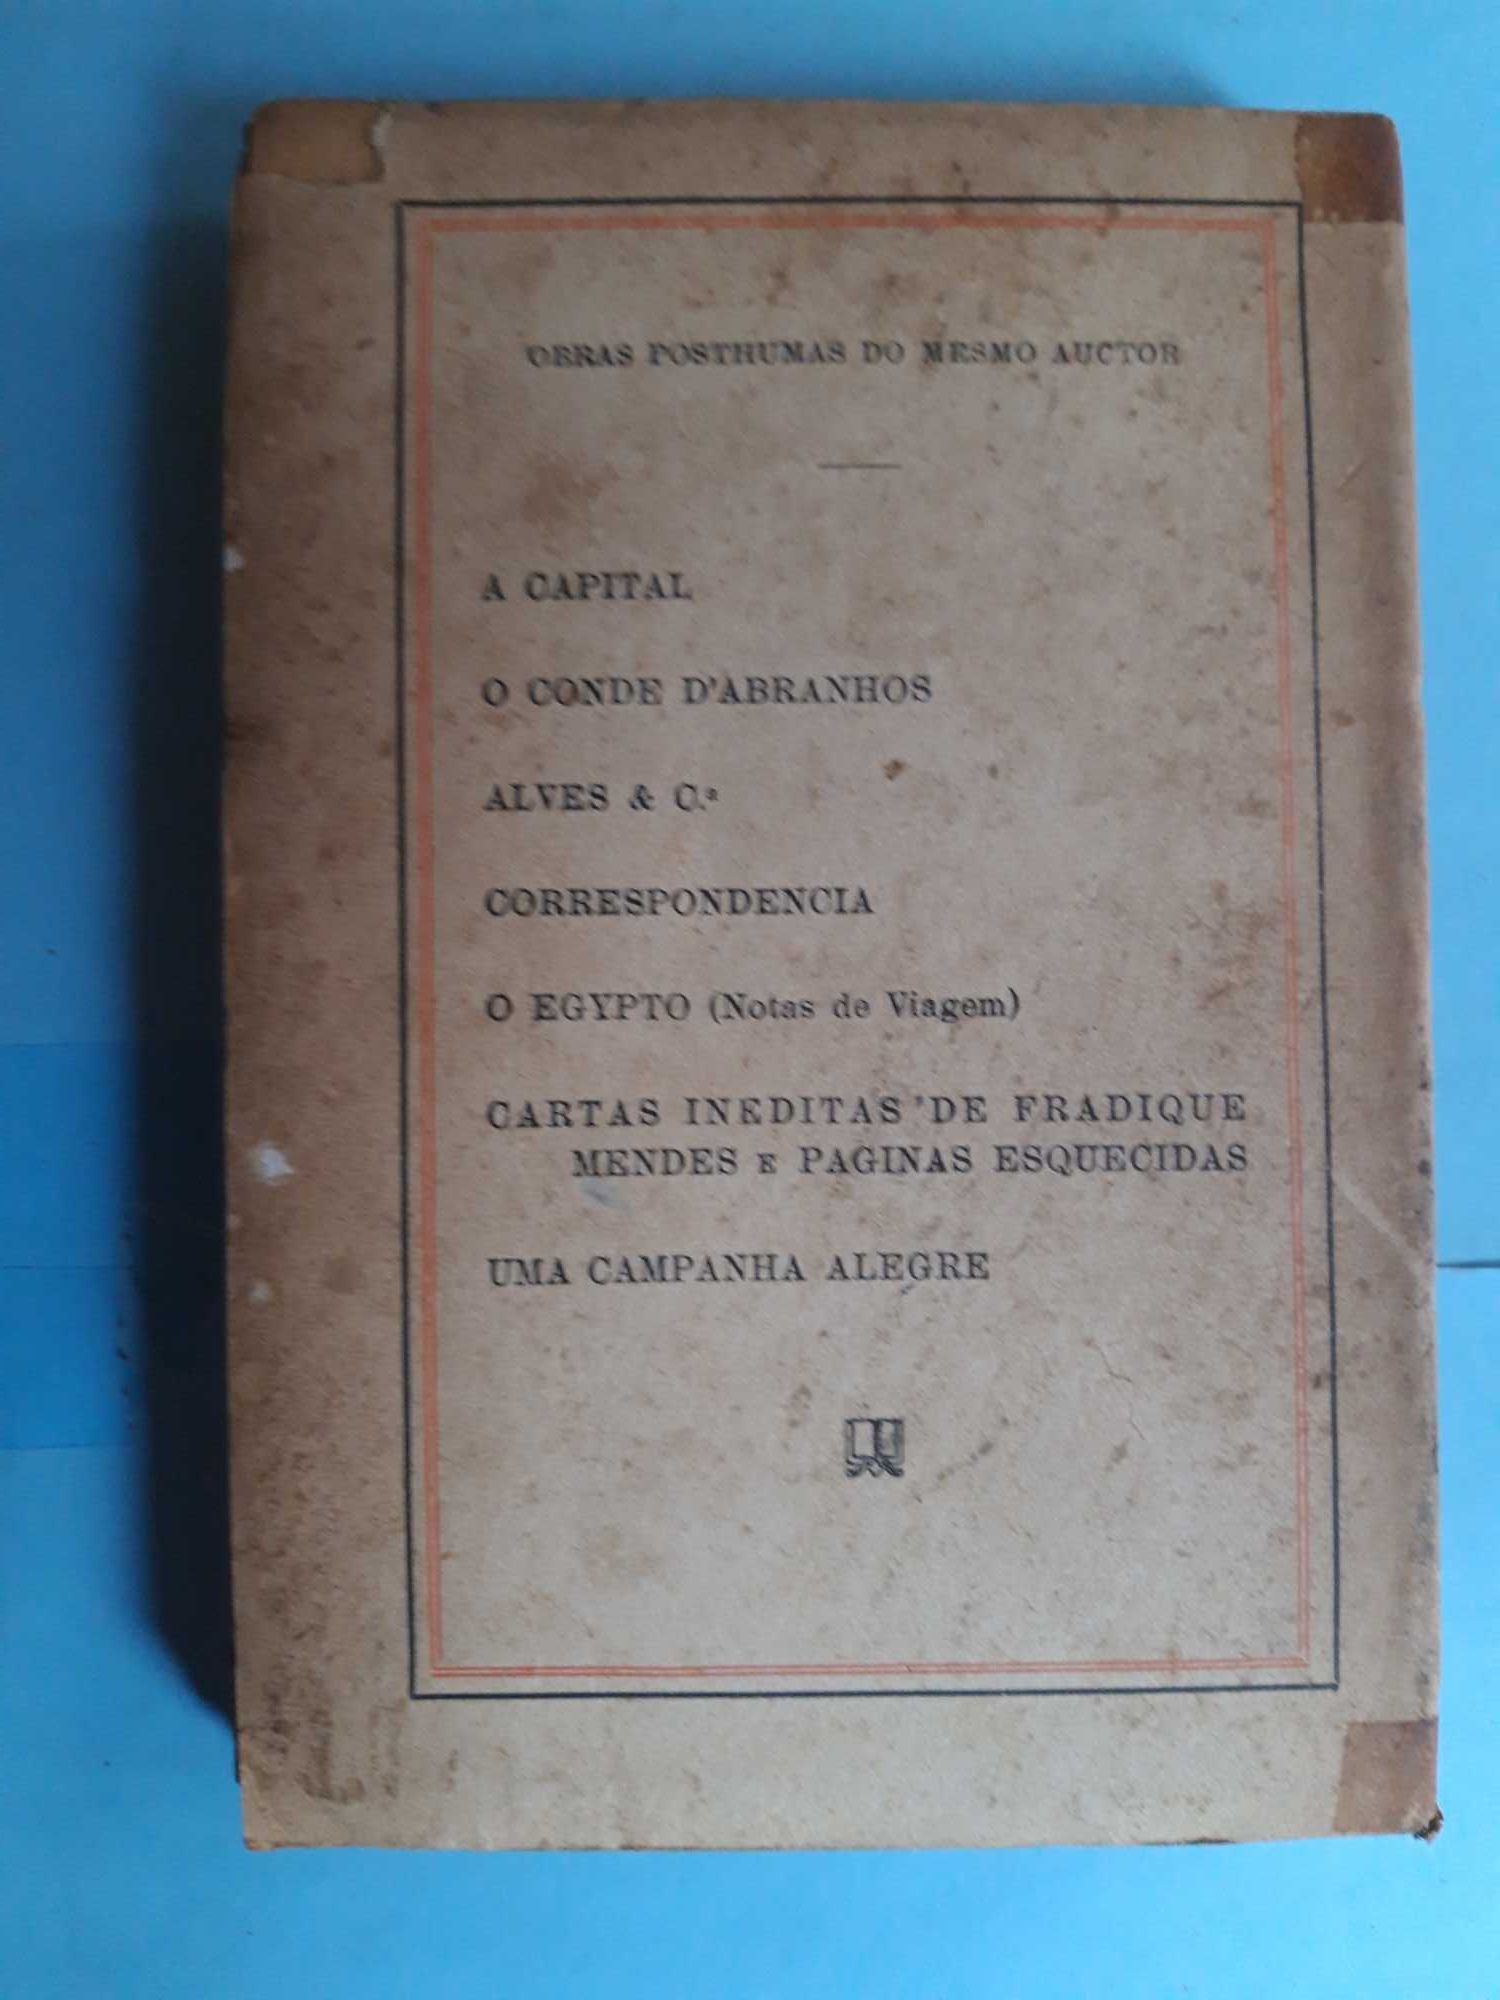 OBRAS POSTHUMAS DO MESMO AUCTOR
A CAPITAL
O CONDE D'ABRANHOS
ALVES & C.ª
CORRESPONDENCIA
O EGYPTO (Notas de Viagem)
CARTAS INEDITAS DE FRADIQUE
MENDES E PAGINAS ESQUECIDAS
UMA CAMPANHA ALEGRE